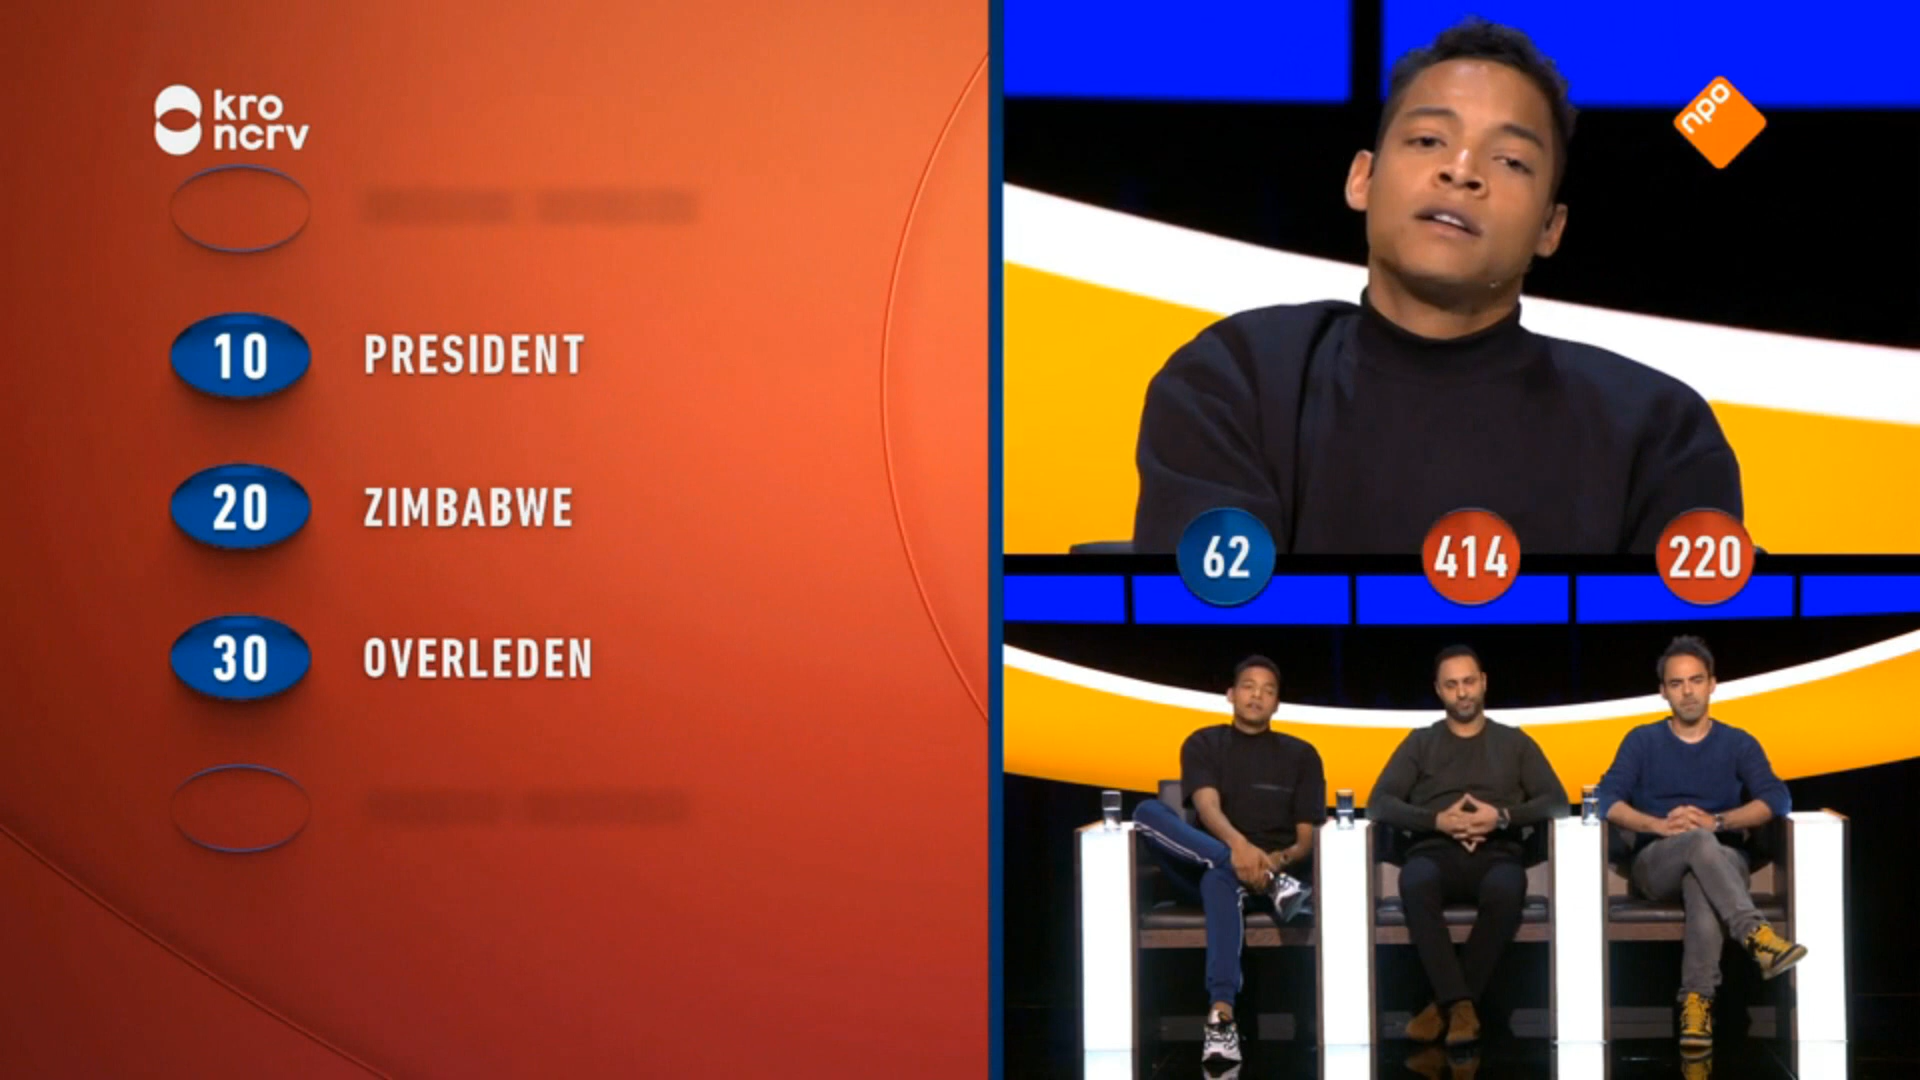 kro
ncrv
npo
10 PRESIDENT
20 ZIMBABWE
30 OVERLEDEN
62 414 220